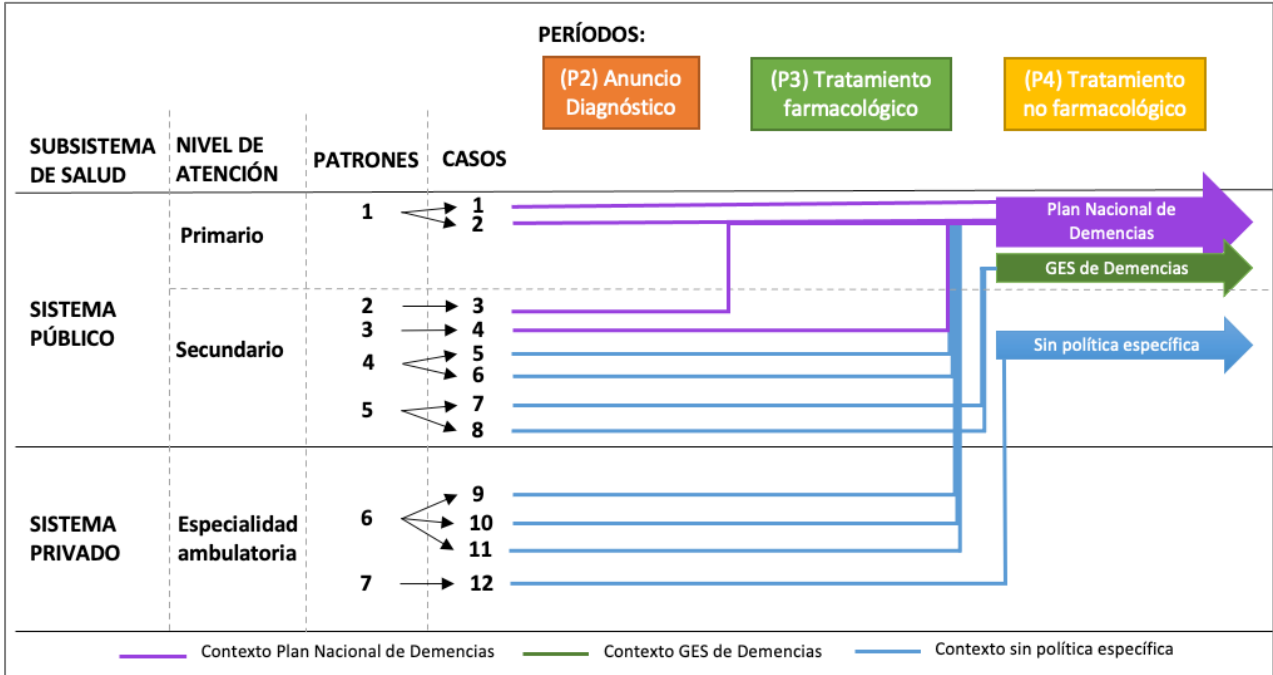 PERÍODOS:
(P2) Anuncio
Diagnóstico
(P3) Tratamiento
farmacológico
(P4) Tratamiento
no farmacológico
SUBSISTEMA
DE SALUD
NIVEL DE
ATENCIÓN
PATRONES
CASOS
SISTEMA
PÚBLICO
Primario
1
1
2
Plan Nacional de
Demencias
GES de Demencias
Secundario
2
3
3
4
4
5
6
5
7
8
Sin política específica
SISTEMA
PRIVADO
Especialidad
ambulatoria
6
9
10
11
7
12
Contexto Plan Nacional de Demencias
Contexto GES de Demencias
Contexto sin política específica